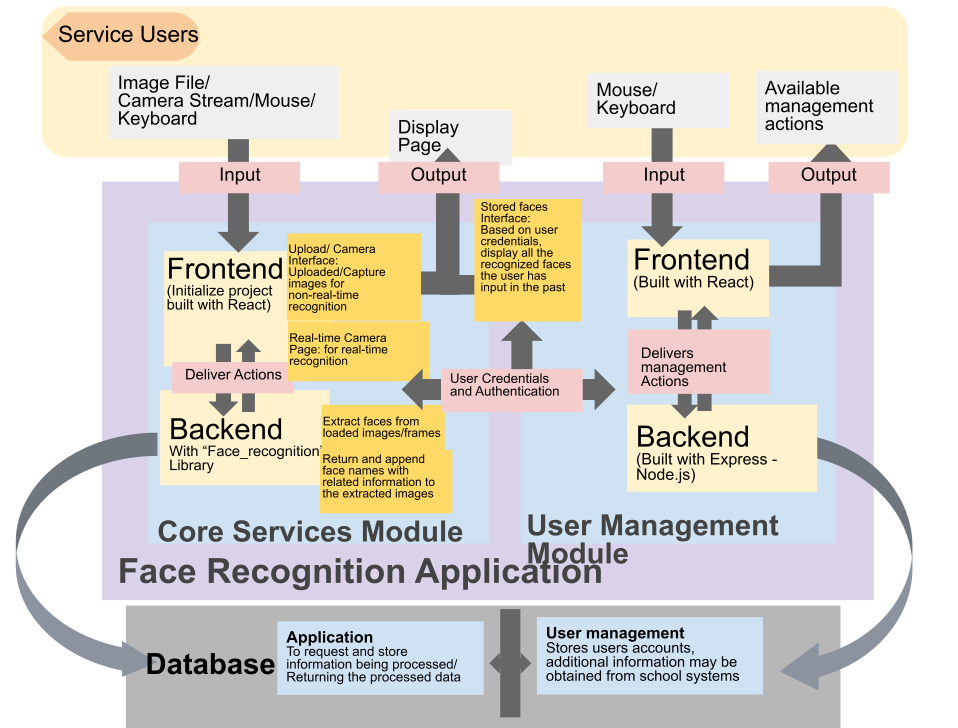 Service Users
Image File/
Camera Stream/Mouse/
Keyboard
Display
Page
Mouse/
Keyboard
Available
management
actions
Input
Output
Input
Output
Stored faces
Interface:
Based on user
credentials,
display all the
recognized faces
the user has
input in the past
Frontend
(Initialize project
built with React)
Upload/ Camera
Interface:
Uploaded/Capture
images for
non-real-time
recognition
Real-time Camera
Page: for real-time
recognition
Frontend
(Built with React)
Deliver Actions
User Credentials
and Authentication
Delivers
management
Actions
Backend
With “Face_recognition”
Library
Extract faces from
loaded images/frames
Return and append
face names with
related information to
the extracted images
Backend
(Built with Express -
Node.js)
Core Services Module
User Management
Module
Face Recognition Application
Database
Application
To request and store
information being processed/
Returning the processed data
User management
Stores users accounts,
additional information may be
obtained from school systems